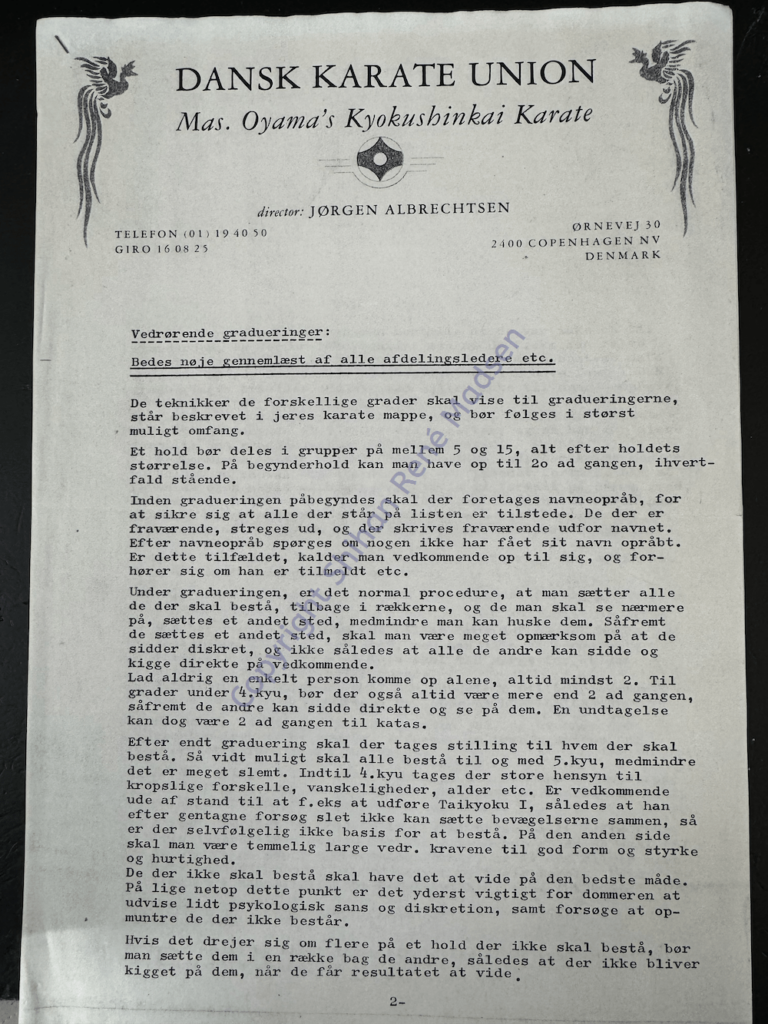 DANSK KARATE UNION
Mas. Oyama's Kyokushinkai Karate
director: JØRGEN ALBRECHTSEN
TELEFON (01) 19 40 50
GIRO 16 08 25
ØRNEVEJ 30
2400 COPENHAGEN NV
DENMARK
Vedrørende gradueringer:
Bedes nøje gennemlæst af alle afdelingsledere etc.
De teknikker de forskellige grader skal vise til gradueringerne,
står beskrevet i jeres karate mappe, og bør følges i størst
muligt omfang.
Et hold bør deles i grupper på mellem 5 og 15, alt efter holdets
størrelse. På begynderhold kan man have op til 2o ad gangen, ihvert-
fald stående.
Inden gradueringen påbegyndes skal der foretages navneopråb, for
at sikre sig at alle der står på listen er tilstede. De der er
fraværende, streges ud, og der skrives fraværende udfor navnet.
Efter navneopråb spørges om nogen ikke har fået sit navn opråbt.
Er dette tilfældet, kalder man vedkommende op til sig, og for-
hører sig om han er tilmeldt etc.
Under gradueringen, er det normal procedure, at man sætter alle
de der skal bestå, tilbage i rækkerne, og de man skal se nærmere
på, sættes et andet sted, medmindre man kan huske dem. Såfremt
de sættes et andet sted, skal man være meget opmærksom på at de
sidder diskret, og ikke således at alle de andre kan sidde og
kigge direkte på vedkommende.
Lad aldrig en enkelt person komme op alene, altid mindst 2. Til
grader under 4.kyu, bør der også altid være mere end 2 ad gangen,
såfremt de andre kan sidde direkte og se på dem. En undtagelse
kan dog være 2 ad gangen til katas.
Efter endt graduering skal der tages stilling til hvem der skal
bestå. Så vidt muligt skal alle bestå til og med 5.kyu, medmindre
det er meget slemt. Indtil 4.kyu tages der store hensyn til
kropslige forskelle, vanskeligheder, alder etc. Er vedkommende
ude af stand til at f.eks at udføre Taikyoku I, således at han
efter gentagne forsøg slet ikke kan sætte bevægelserne sammen, så
er der selvfølgelig ikke basis for at bestå. På den anden side
skal man være temmelig large vedr. kravene til god form og styrke
og hurtighed.
De der ikke skal bestå skal have det at vide på den bedste måde.
På lige netop dette punkt er det yderst vigtigt for dommeren at
udvise lidt psykologisk sans og diskretion, samt forsøge at op-
muntre de der ikke består.
Hvis det drejer sig om flere på et hold der ikke skal bestå, bør
man sætte dem i en række bag de andre, således at der ikke bliver
kigget på dem, når de får resultatet at vide.
2-
Copyright Shihan René Madsen